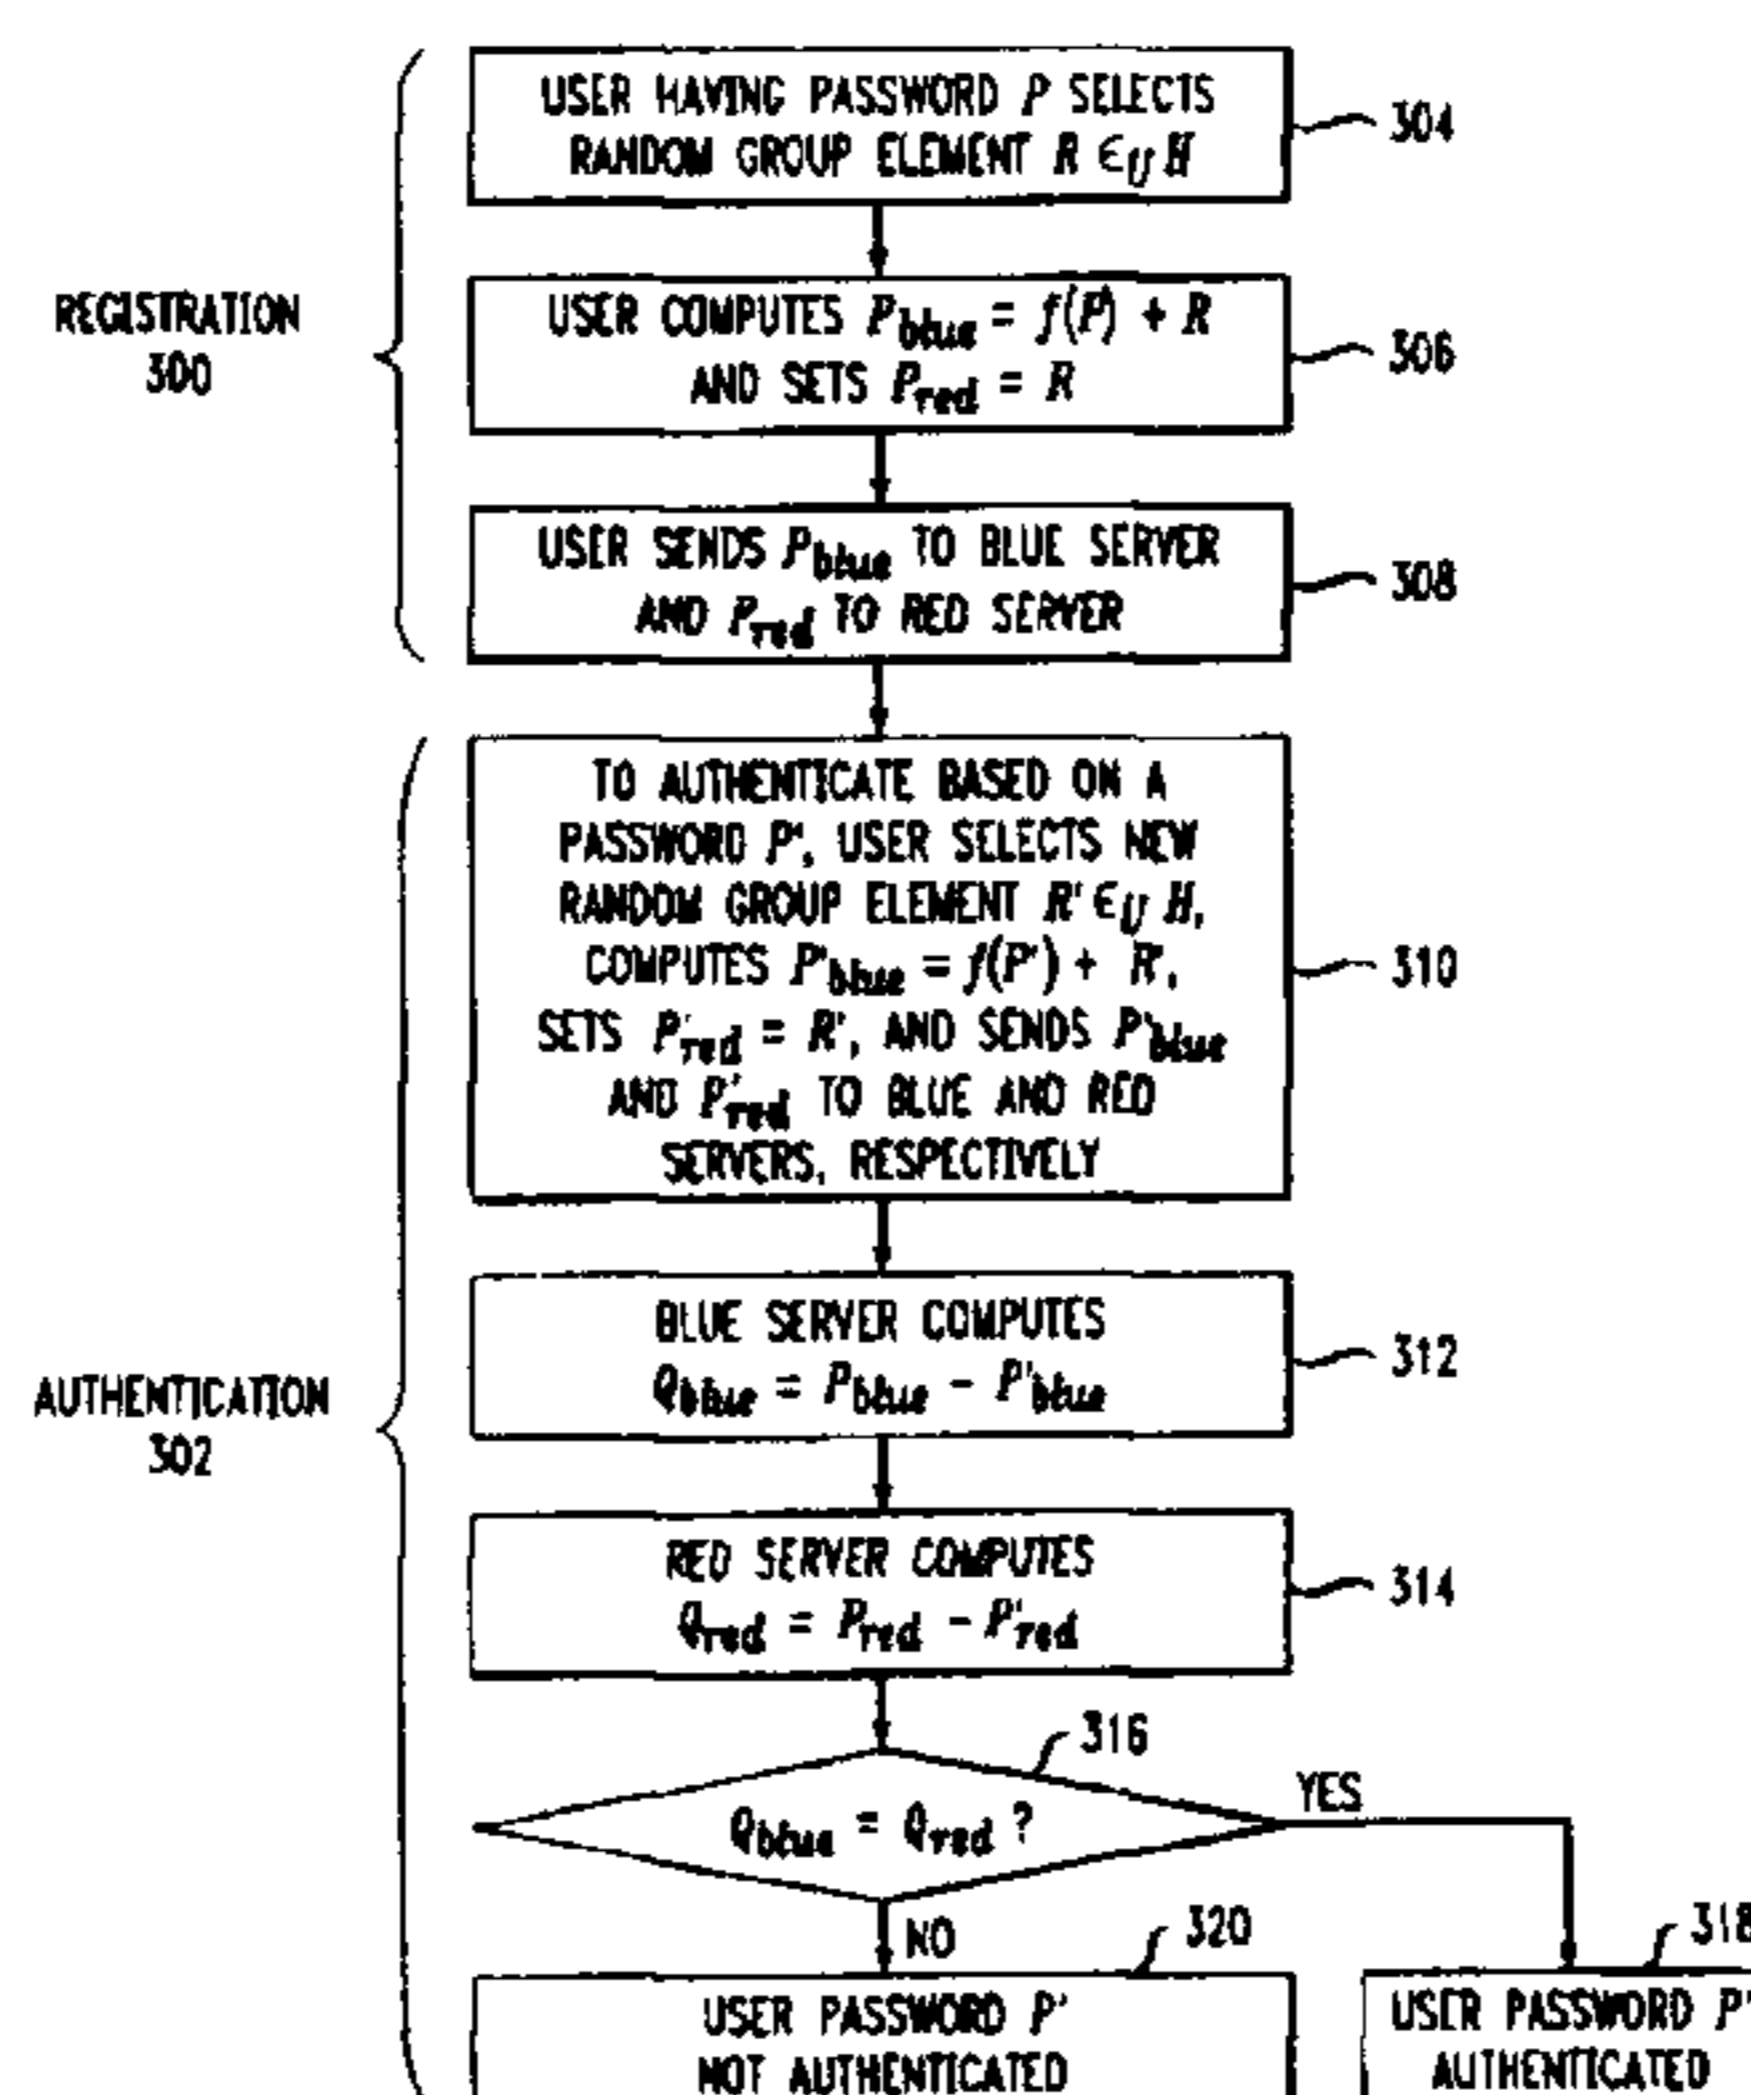 USER HAVING PASSWORD P SELECTS
RANDOM GROUP ELEMENT R ∈U H
304
USER COMPUTES Pblue = f(P) + R
AND SETS Pred = R
306
REGISTRATION
300
USER SENDS Pblue TO BLUE SERVER
AND Pred TO RED SERVER
308
TO AUTHENTICATE BASED ON A
PASSWORD P', USER SELECTS NEW
RANDOM GROUP ELEMENT R' ∈U H,
COMPUTES P'blue = f(P') + R',
SETS P'red = R', AND SENDS P'blue
AND P'red TO BLUE AND RED
SERVERS, RESPECTIVELY
310
BLUE SERVER COMPUTES
Qblue = Pblue - P'blue
312
AUTHENTICATION
302
RED SERVER COMPUTES
Qred = Pred - P'red
314
316
Qblue = Qred ?
YES
NO
320
318
USER PASSWORD P'
NOT AUTHENTICATED
USER PASSWORD P'
AUTHENTICATED